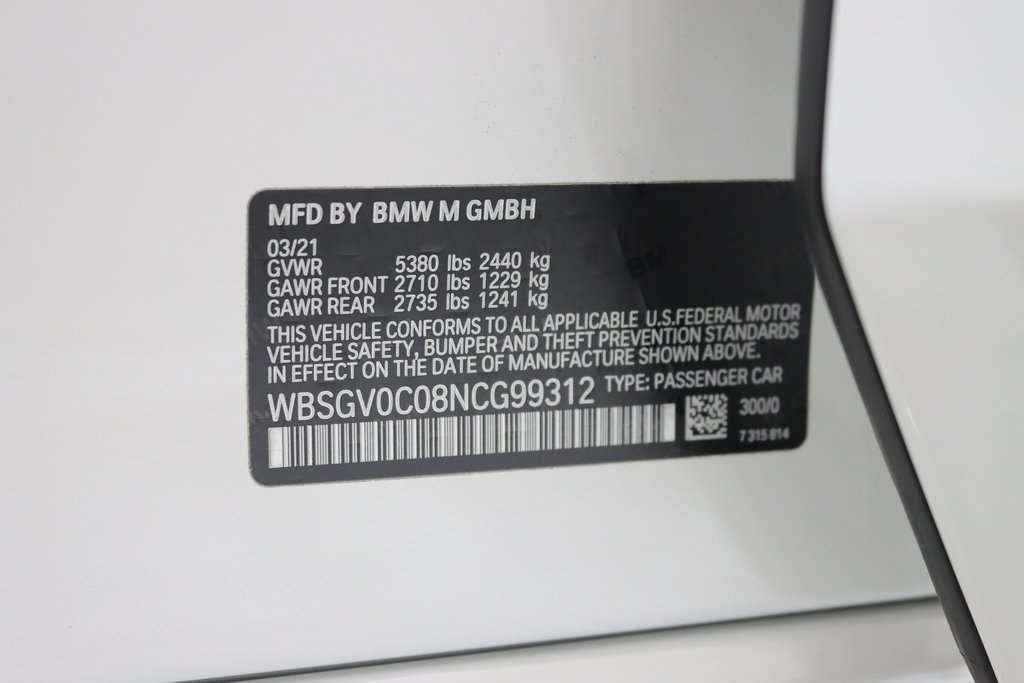 MFD BY BMW M GMBH
03/21
GVWR 5380 lbs 2440 kg
GAWR FRONT 2710 lbs 1229 kg
GAWR REAR 2735 lbs 1241 kg
THIS VEHICLE CONFORMS TO ALL APPLICABLE U.S.FEDERAL MOTOR
VEHICLE SAFETY, BUMPER AND THEFT PREVENTION STANDARDS
IN EFFECT ON THE DATE OF MANUFACTURE SHOWN ABOVE.
WBSGV0C08NCG99312 TYPE: PASSENGER CAR
300/0
7 315 814